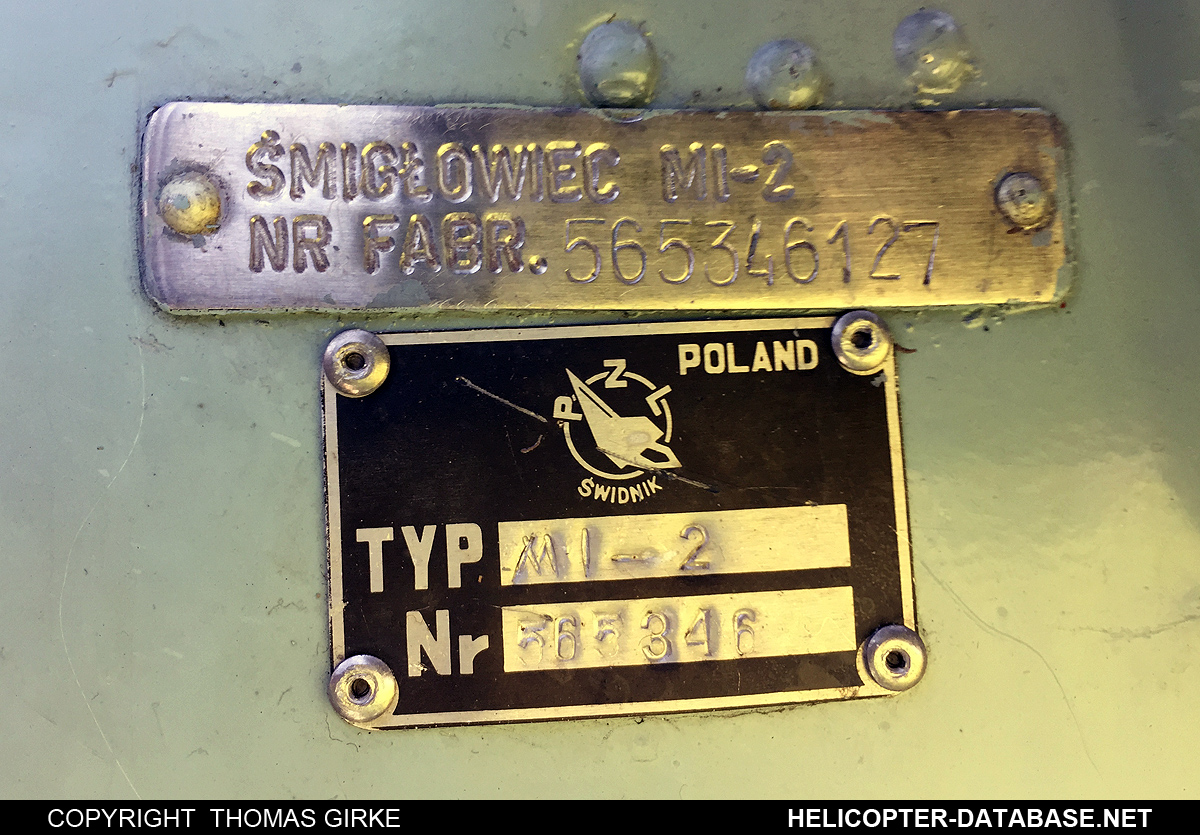 ŚMIGŁOWIEC MI-2
NR FABR. 565346127
POLAND
PZL
ŚWIDNIK
TYP MI-2
Nr 565346
COPYRIGHT THOMAS GIRKE
HELICOPTER-DATABASE.NET